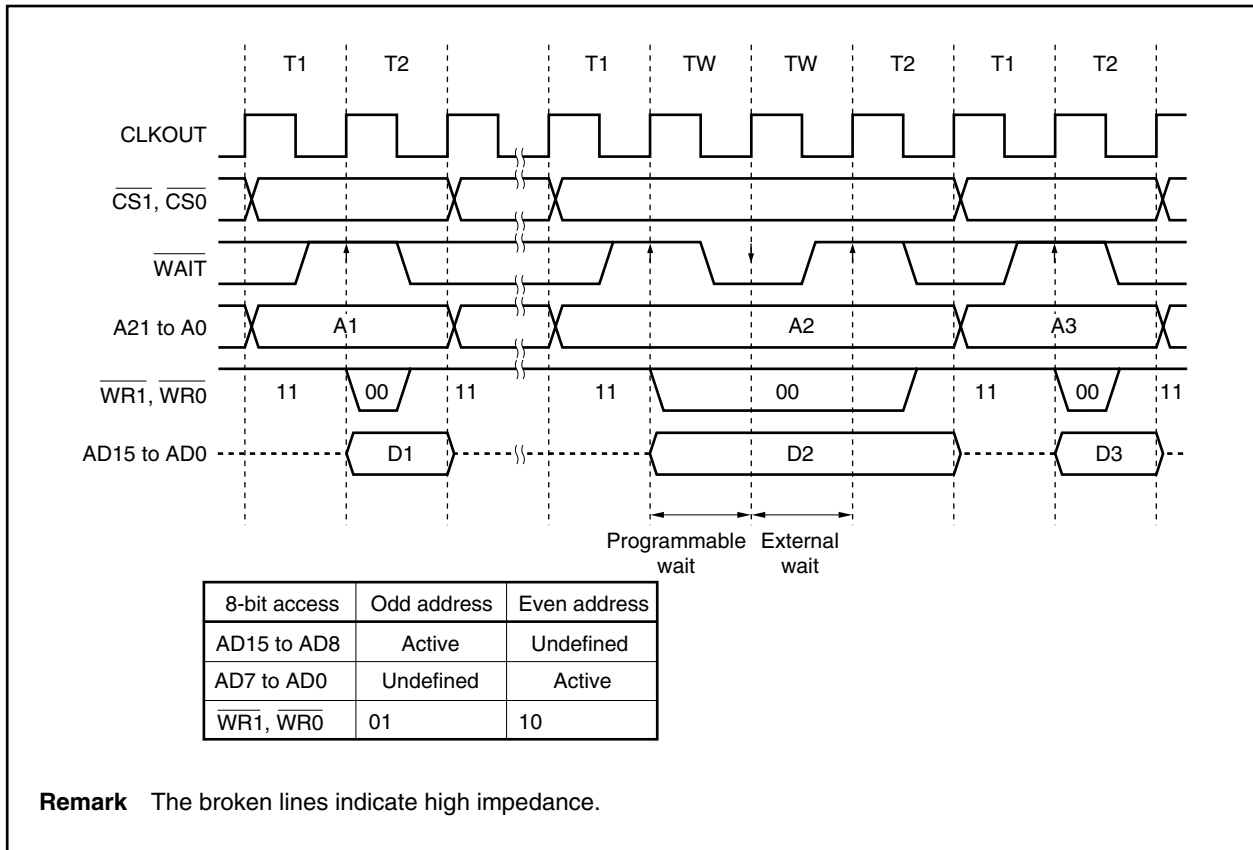 T1 T2 T1 TW TW T2 T1 T2
CLKOUT
CS1, CS0
WAIT
A21 to A0 A1 A2 A3
WR1, WR0 11 00 11 11 00 11 00 11
AD15 to AD0 D1 D2 D3
Programmable wait
External wait
8-bit access Odd address Even address
AD15 to AD8 Active Undefined
AD7 to AD0 Undefined Active
WR1, WR0 01 10
Remark The broken lines indicate high impedance.